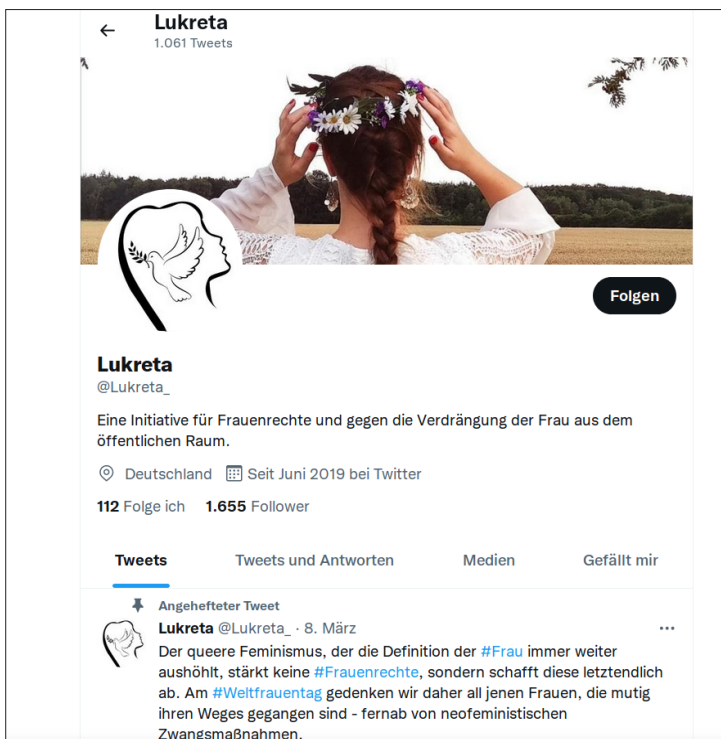 Lukreta
1.061 Tweets
Folgen
Lukreta
@Lukreta_
Eine Initiative für Frauenrechte und gegen die Verdrängung der Frau aus dem
öffentlichen Raum.
Deutschland Seit Juni 2019 bei Twitter
112 Folge ich 1.655 Follower
Tweets Tweets und Antworten Medien Gefällt mir
Angehefteter Tweet
Lukreta @Lukreta_ · 8. März
Der queere Feminismus, der die Definition der #Frau immer weiter
aushöhlt, stärkt keine #Frauenrechte, sondern schafft diese letztendlich
ab. Am #Weltfrauentag gedenken wir daher all jenen Frauen, die mutig
ihren Weges gegangen sind - fernab von neofeministischen
Zwangsmaßnahmen.